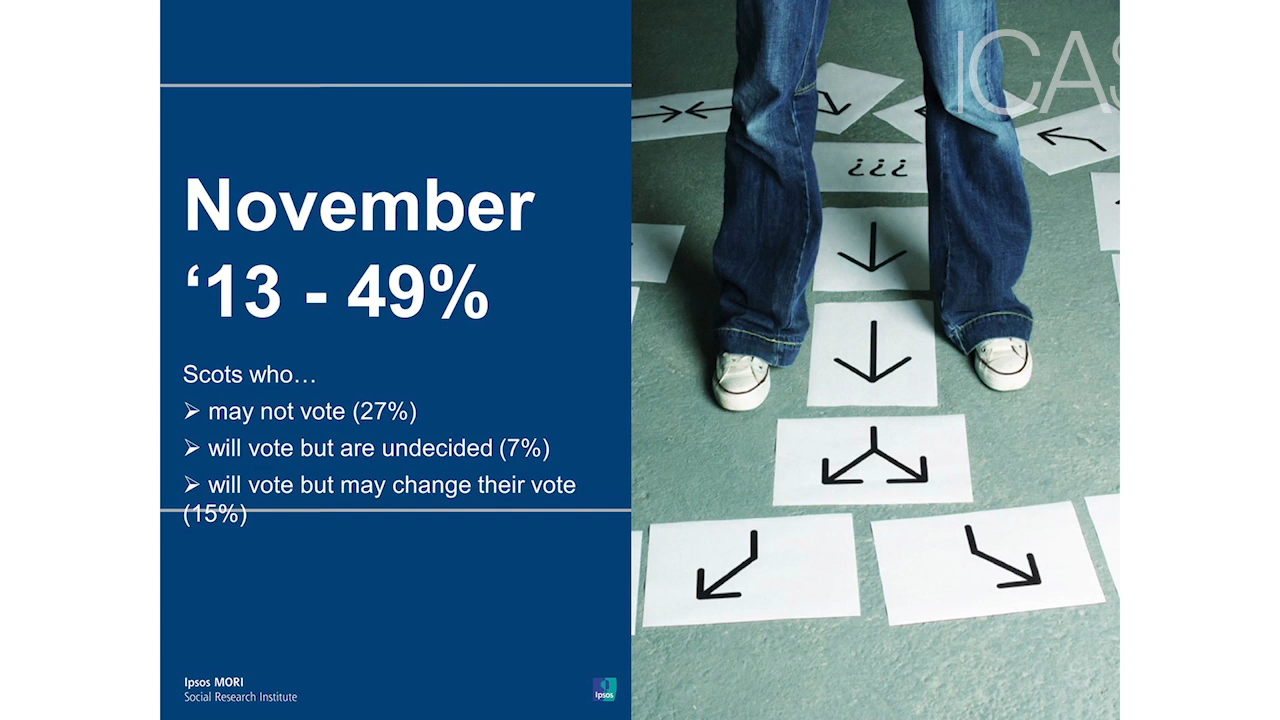 November
‘13 - 49%
Scots who…
➢ may not vote (27%)
➢ will vote but are undecided (7%)
➢ will vote but may change their vote
(15%)
Ipsos MORI
Social Research Institute
Ipsos
ICAS
¿¿¿